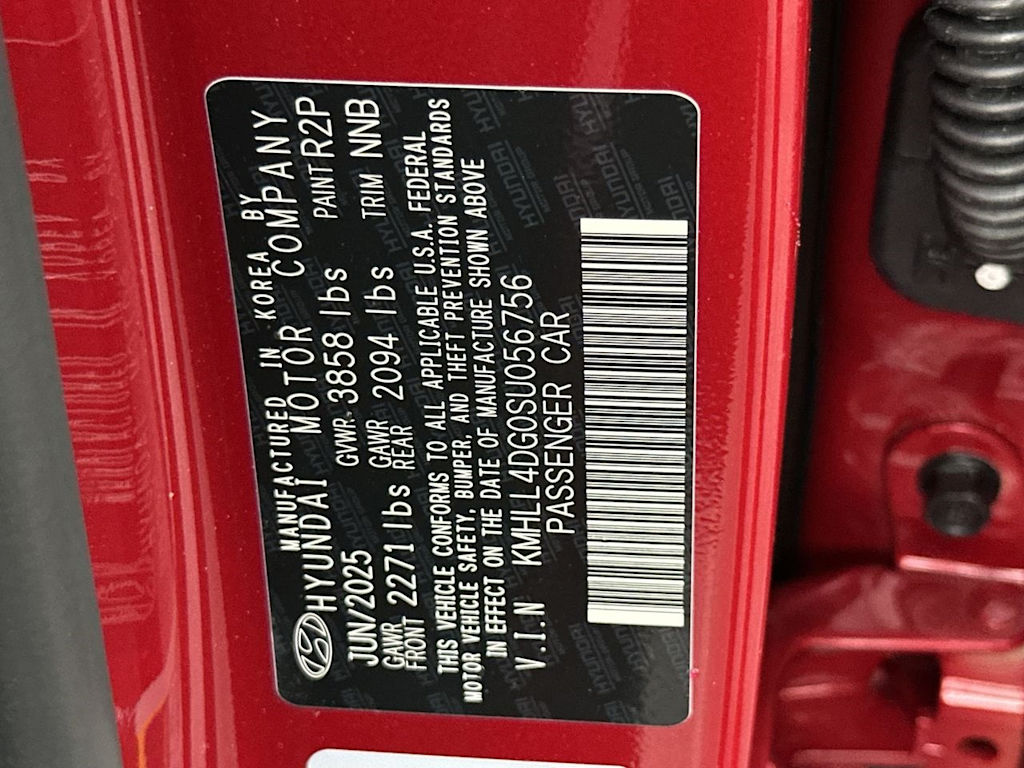 MANUFACTURED IN KOREA BY
HYUNDAI MOTOR COMPANY
JUN/2025 GVWR 3858 lbs PAINT R2P
GAWR FRONT 2271 lbs GAWR REAR 2094 lbs TRIM NNB
THIS VEHICLE CONFORMS TO ALL APPLICABLE U.S.A. FEDERAL
MOTOR VEHICLE SAFETY, BUMPER, AND THEFT PREVENTION STANDARDS
IN EFFECT ON THE DATE OF MANUFACTURE SHOWN ABOVE
V.I.N KMHLL4DG0SU056756
PASSENGER CAR